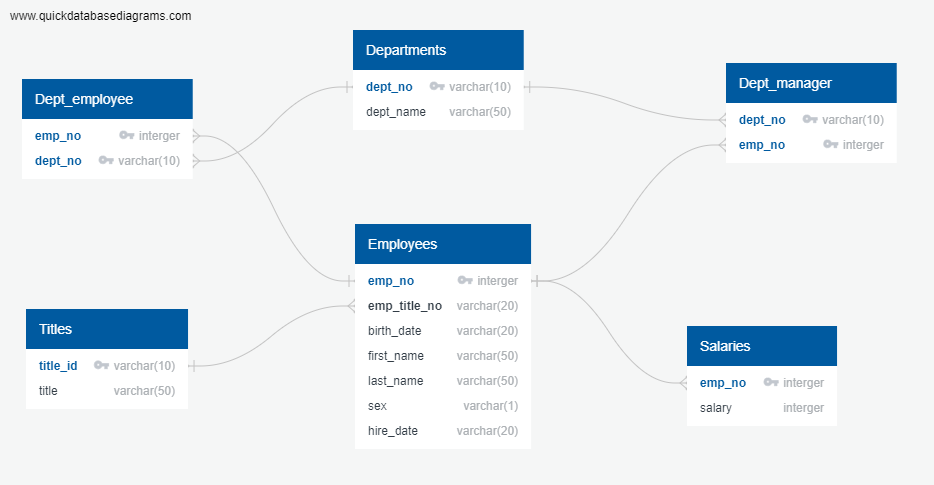 www.quickdatabasediagrams.com
Departments
dept_no varchar(10)
dept_name varchar(50)
Dept_employee
emp_no interger
dept_no varchar(10)
Dept_manager
dept_no varchar(10)
emp_no interger
Employees
emp_no interger
emp_title_no varchar(20)
birth_date varchar(20)
first_name varchar(50)
last_name varchar(50)
sex varchar(1)
hire_date varchar(20)
Titles
title_id varchar(10)
title varchar(50)
Salaries
emp_no interger
salary interger